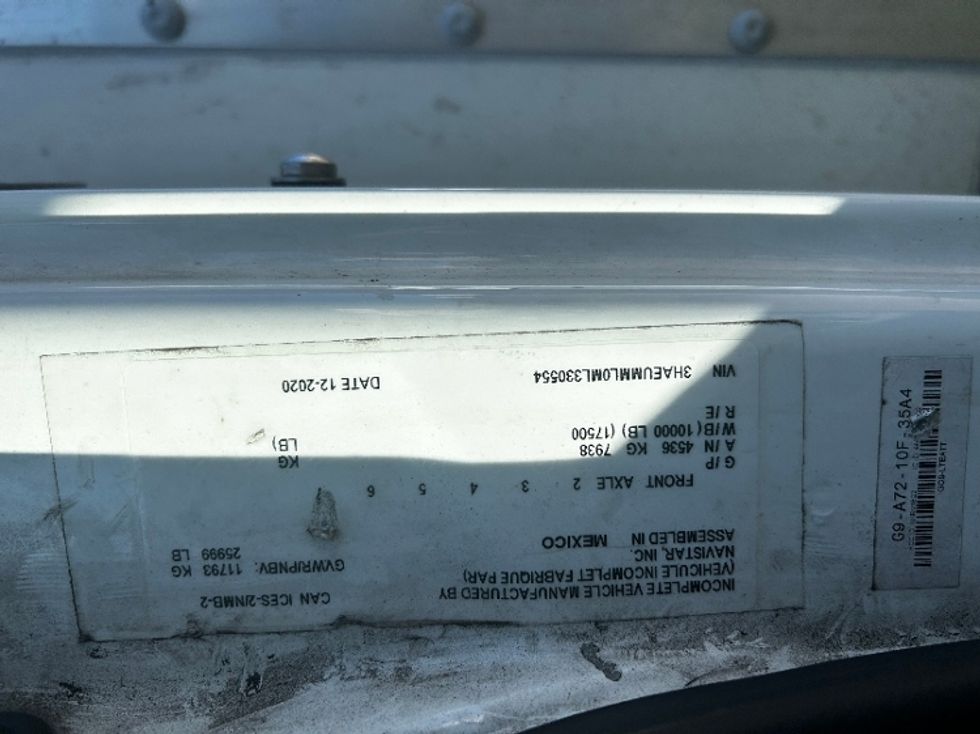 INCOMPLETE VEHICLE MANUFACTURED BY
(VEHICULE INCOMPLET FABRIQUE PAR)
NAVISTAR, INC.
ASSEMBLED IN MEXICO
CAN ICES-2/NMB-2
GVWR/PNBV: 11793 KG
25999 LB
FRONT AXLE 2 3 4 5 6
G/P
A/N 4536 KG 7938 KG
W/B (10000 LB) (17500 LB)
R/E
VIN 3HAEUMML0ML330554 DATE 12-2020
G9-A72-10F-35A4